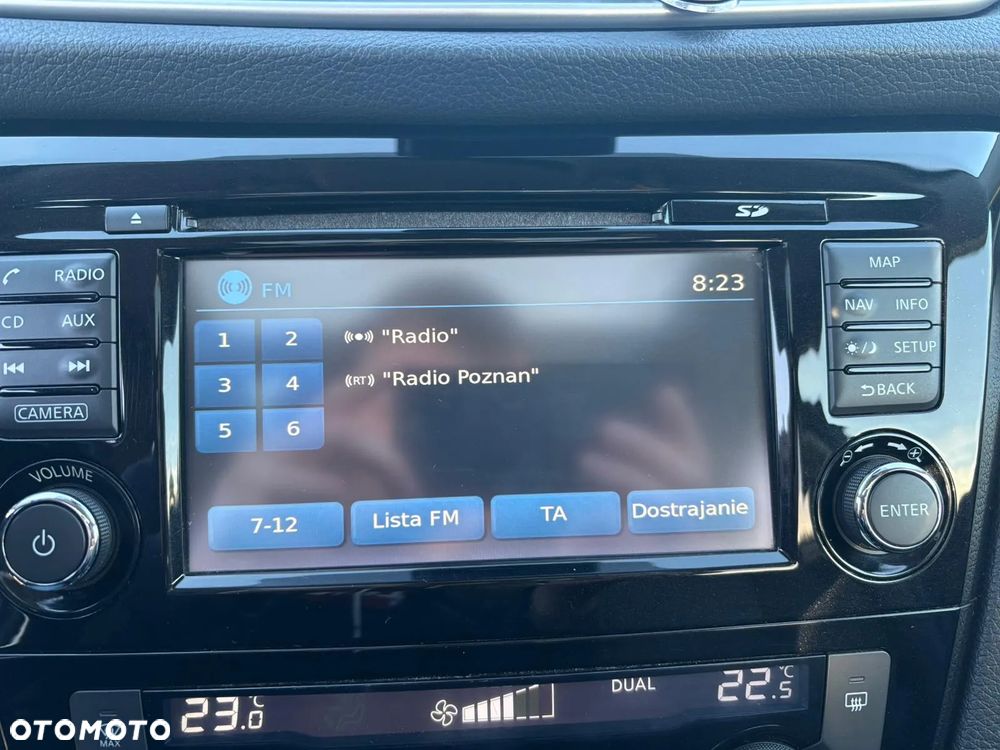 SD
RADIO
CD AUX
CAMERA
VOLUME
FM 8:23
1 2
3 4
5 6
"Radio"
(RT) "Radio Poznan"
7-12 Lista FM TA Dostrajanie
MAP
NAV INFO
SETUP
BACK
ENTER
23.0 °C
DUAL
22.5 °C
MAX
OTOMOTO